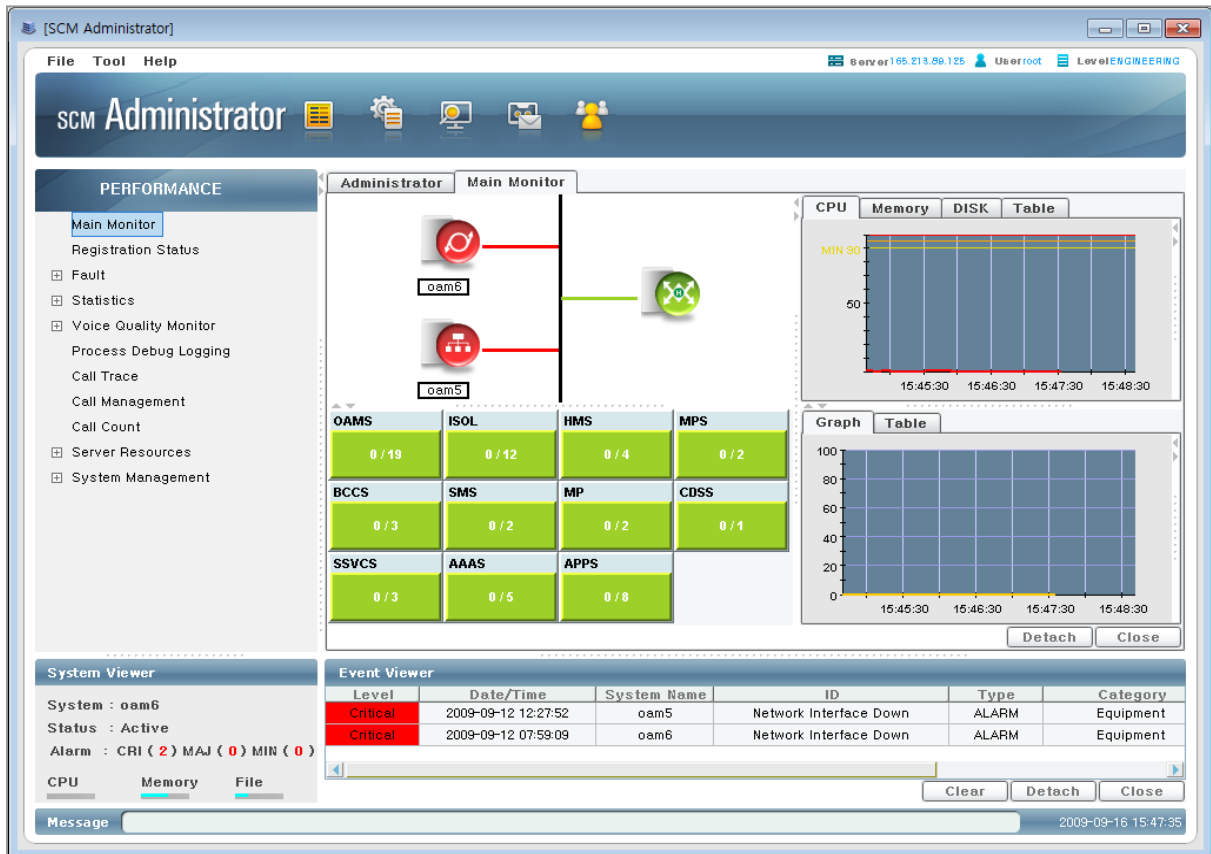 [SCM Administrator]
File Tool Help
Server 165.213.89.125 User root Level ENGINEERING
SCM Administrator
PERFORMANCE
Main Monitor
Registration Status
Fault
Statistics
Voice Quality Monitor
Process Debug Logging
Call Trace
Call Management
Call Count
Server Resources
System Management
Administrator Main Monitor
oam6
H
oam5
OAMS ISOL HMS MPS
0 / 19 0 / 12 0 / 4 0 / 2
BCCS SMS MP CDSS
0 / 3 0 / 2 0 / 2 0 / 1
SSVCS AAAS APPS
0 / 3 0 / 5 0 / 8
CPU Memory DISK Table
MIN 90
50
15:45:30 15:46:30 15:47:30 15:48:30
Graph Table
100
80
60
40
20
0
15:45:30 15:46:30 15:47:30 15:48:30
Detach Close
System Viewer
System : oam6
Status : Active
Alarm : CRI ( 2 ) MAJ ( 0 ) MIN ( 0 )
CPU Memory File
Event Viewer
Level Date/Time System Name ID Type Category
Critical 2009-09-12 12:27:52 oam5 Network Interface Down ALARM Equipment
Critical 2009-09-12 07:59:09 oam6 Network Interface Down ALARM Equipment
Clear Detach Close
Message 2009-09-16 15:47:35